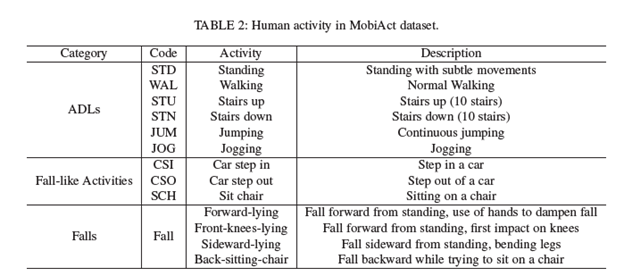 TABLE 2: Human activity in MobiAct dataset.
Category Code Activity Description
ADLs
STD Standing Standing with subtle movements
WAL Walking Normal Walking
STU Stairs up Stairs up (10 stairs)
STN Stairs down Stairs down (10 stairs)
JUM Jumping Continuous jumping
JOG Jogging Jogging
Fall-like Activities
CSI Car step in Step in a car
CSO Car step out Step out of a car
SCH Sit chair Sitting on a chair
Falls Fall
Forward-lying Fall forward from standing, use of hands to dampen fall
Front-knees-lying Fall forward from standing, first impact on knees
Sideward-lying Fall sideward from standing, bending legs
Back-sitting-chair Fall backward while trying to sit on a chair